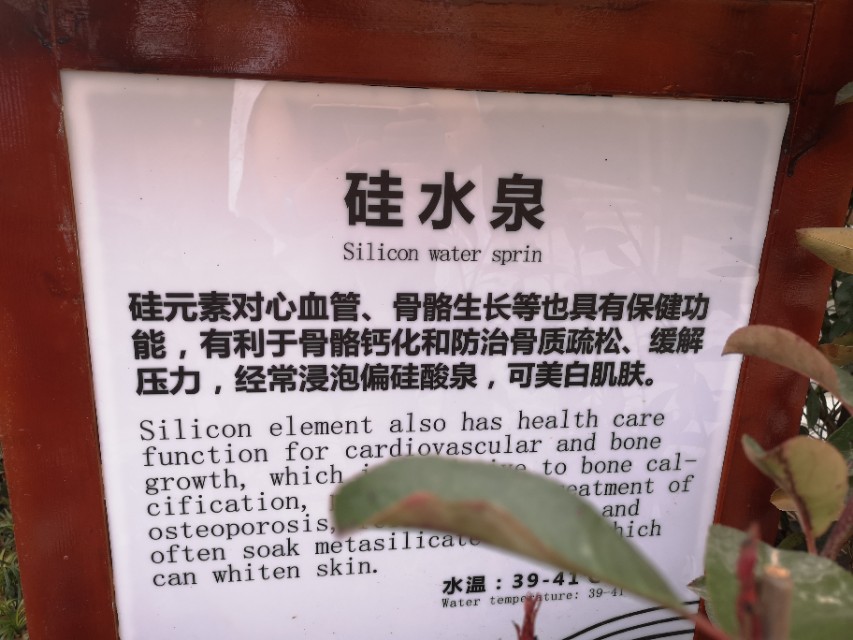 硅水泉
Silicon water sprin
硅元素对心血管、骨骼生长等也具有保健功
能，有利于骨骼钙化和防治骨质疏松、缓解
压力，经常浸泡偏硅酸泉，可美白肌肤。
Silicon element also has health care
function for cardiovascular and bone
growth, which to bone cal-
cification, of
osteoporosis, and
often soak
can whiten skin.
水温：39-41
Water temperature: 39-41